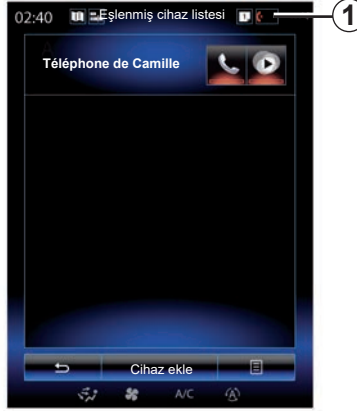 02:40 Eşlenmiş cihaz listesi
1
Téléphone de Camille
Cihaz ekle
A/C